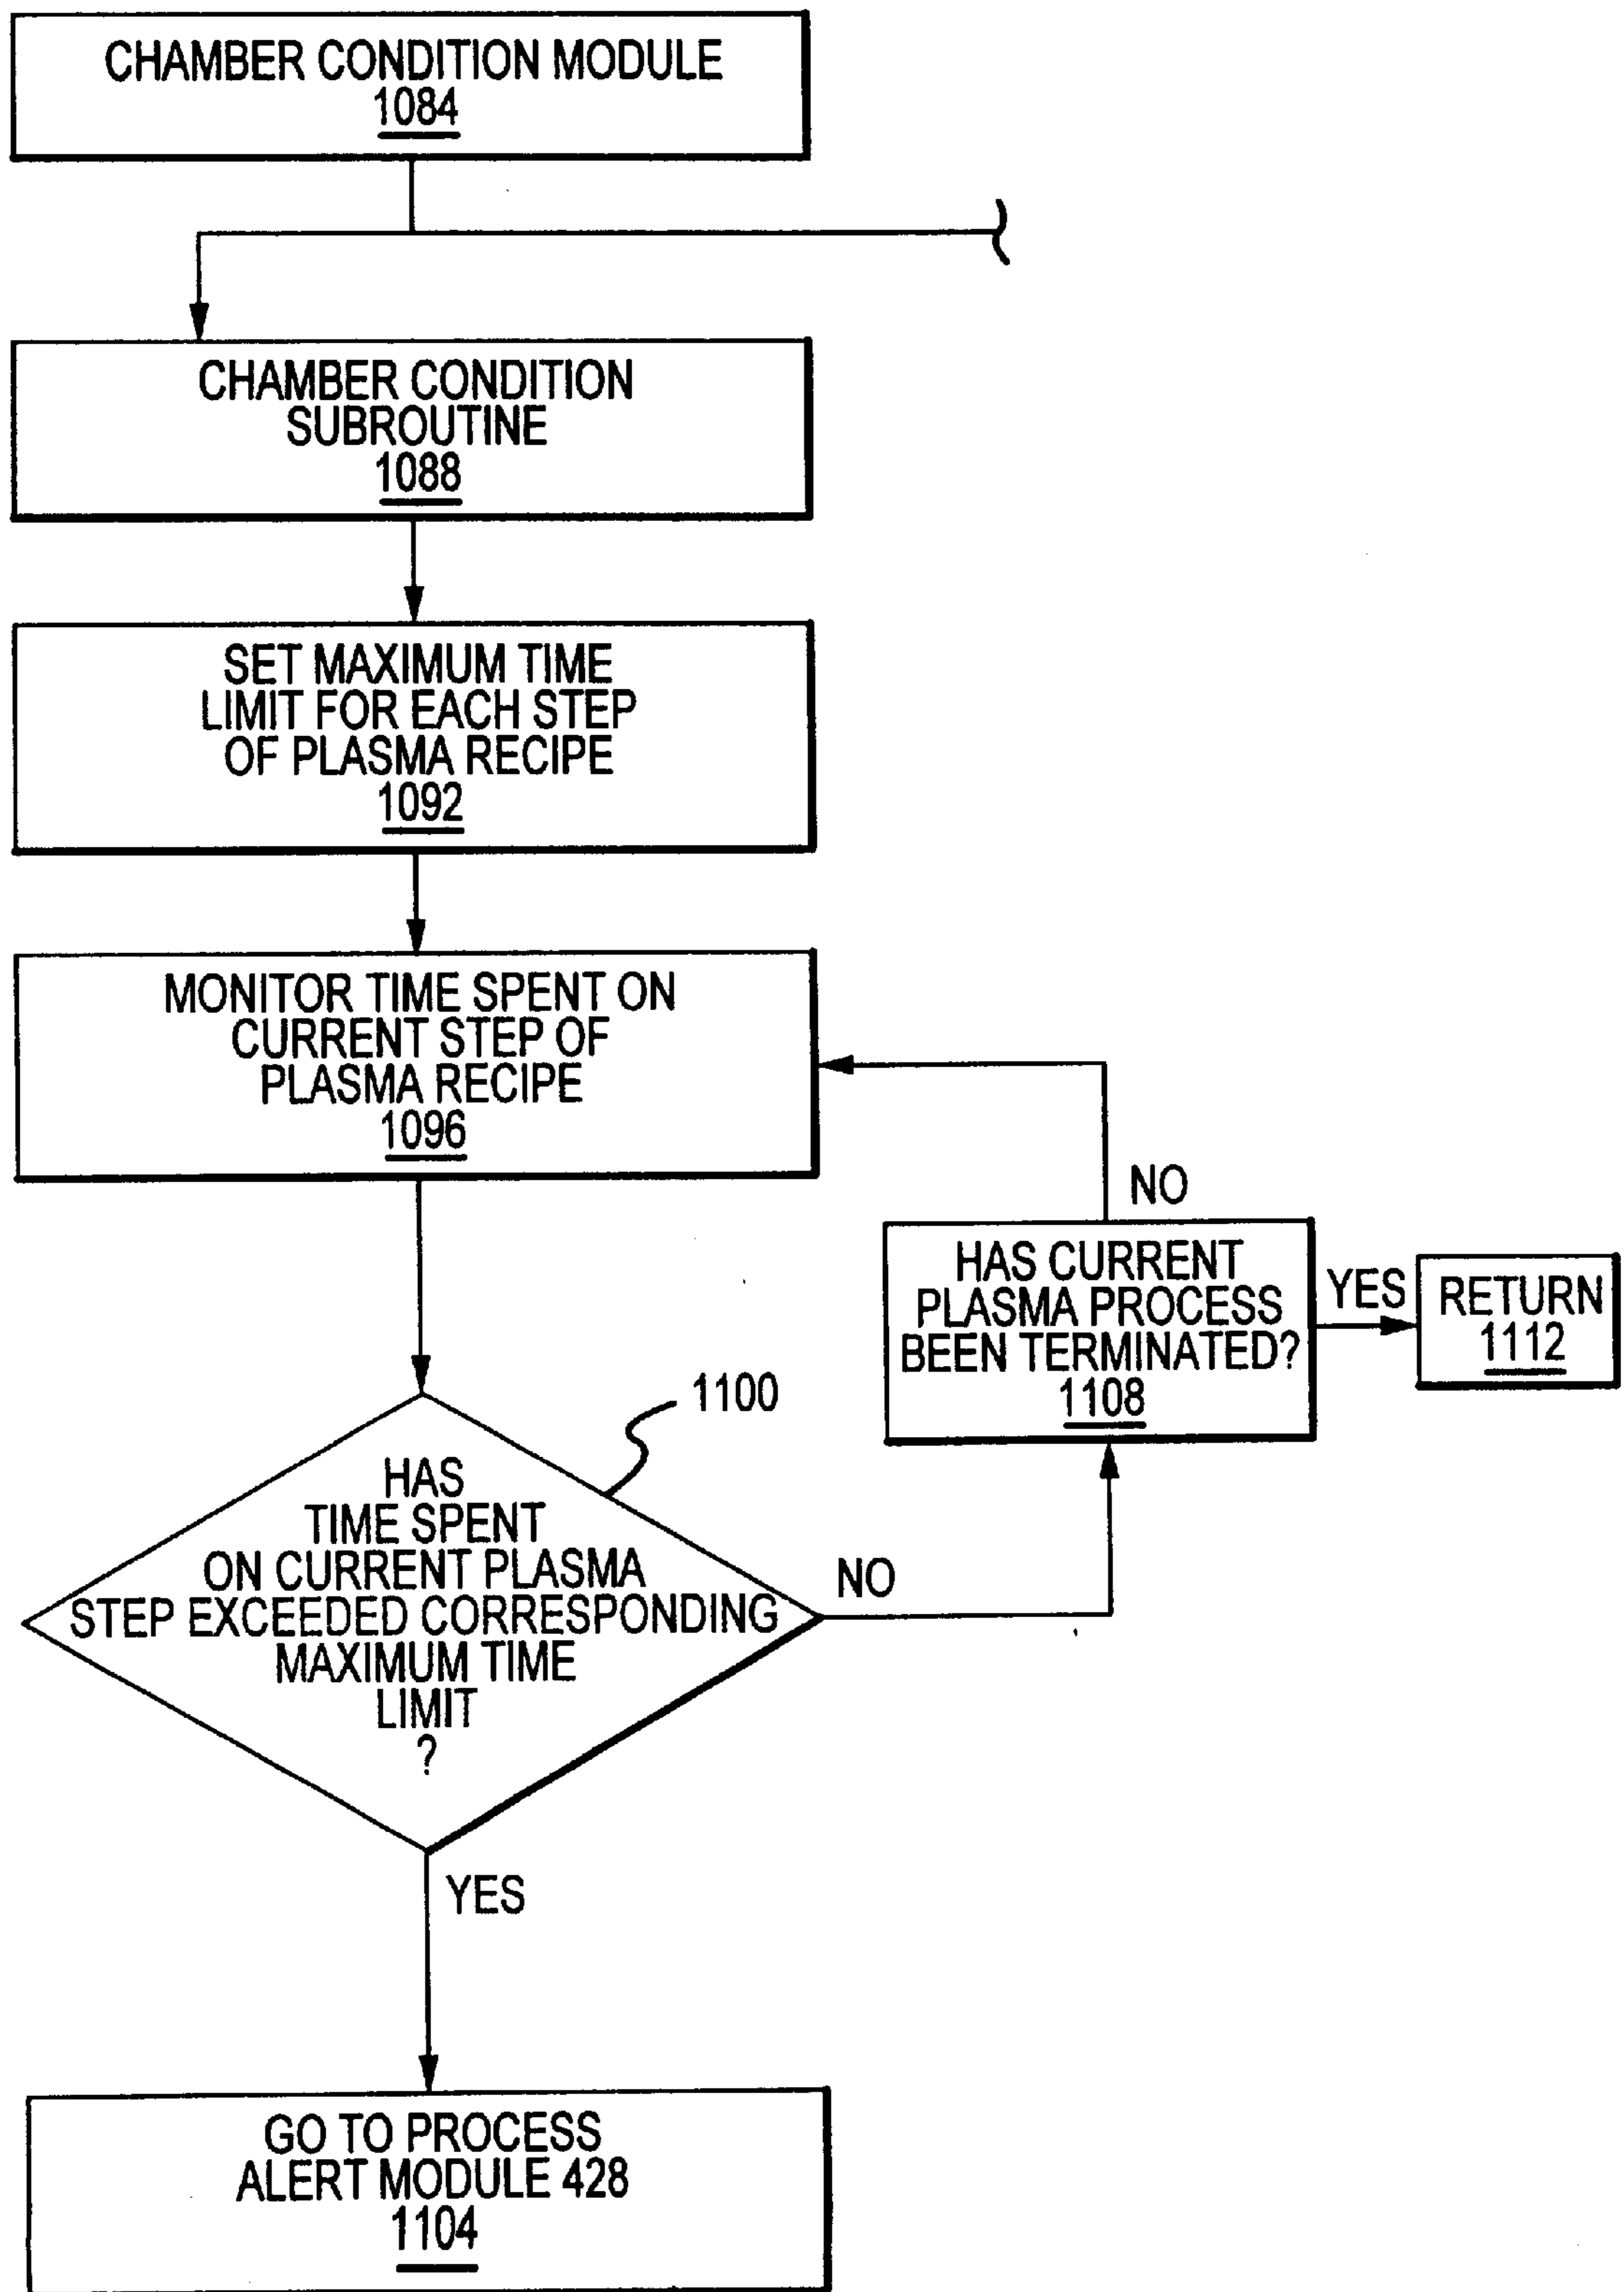 CHAMBER CONDITION MODULE
1084
CHAMBER CONDITION
SUBROUTINE
1088
SET MAXIMUM TIME
LIMIT FOR EACH STEP
OF PLASMA RECIPE
1092
MONITOR TIME SPENT ON
CURRENT STEP OF
PLASMA RECIPE
1096
NO
HAS CURRENT
PLASMA PROCESS
BEEN TERMINATED?
1108
YES
RETURN
1112
1100
HAS
TIME SPENT
ON CURRENT PLASMA
STEP EXCEEDED CORRESPONDING
MAXIMUM TIME
LIMIT
?
NO
YES
GO TO PROCESS
ALERT MODULE 428
1104